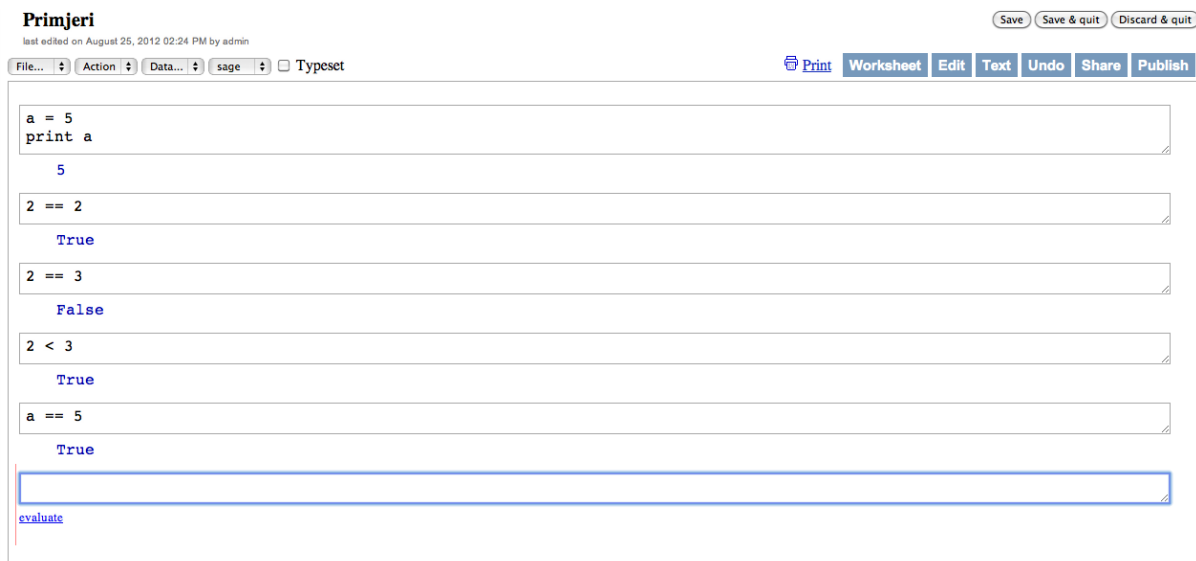 Primjeri
Save Save & quit Discard & quit
last edited on August 25, 2012 02:24 PM by admin
File... Action Data... sage Typeset Print Worksheet Edit Text Undo Share Publish
a = 5
print a
5
2 == 2
True
2 == 3
False
2 < 3
True
a == 5
True
evaluate